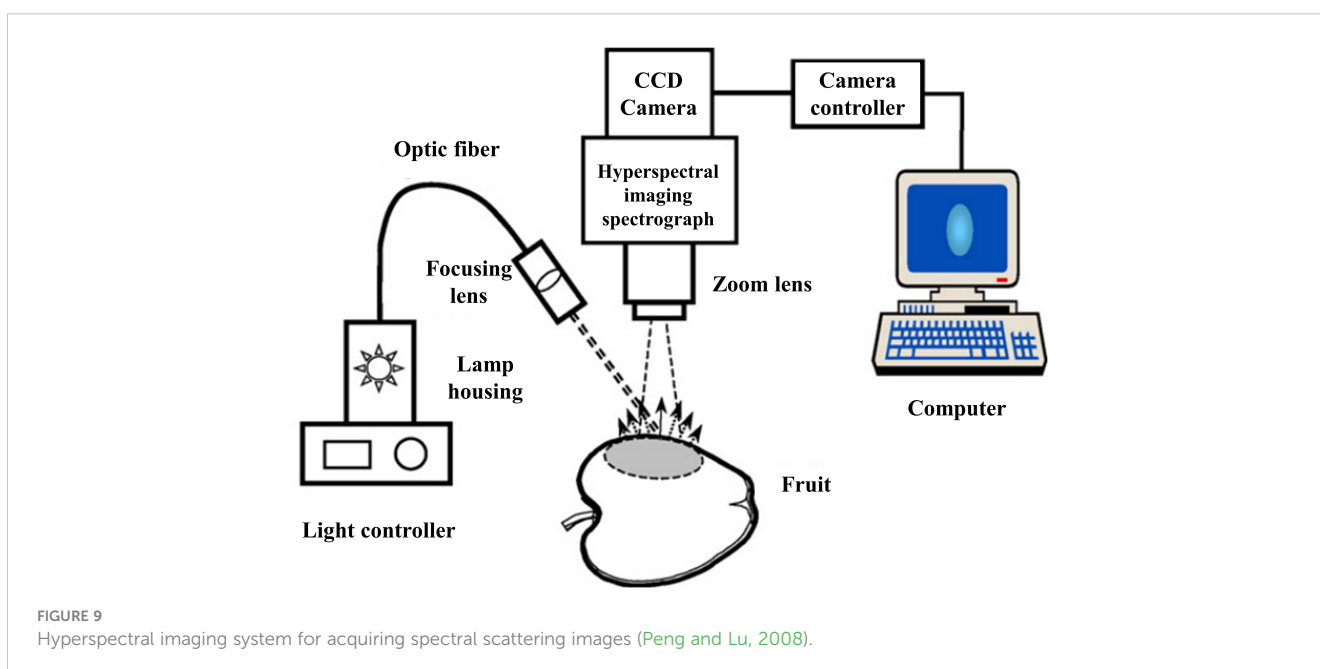 CCD
Camera
Camera
controller
Optic fiber
Hyperspectral
imaging
spectrograph
Focusing
lens
Zoom lens
Lamp
housing
Computer
Fruit
Light controller
FIGURE 9
Hyperspectral imaging system for acquiring spectral scattering images (Peng and Lu, 2008).